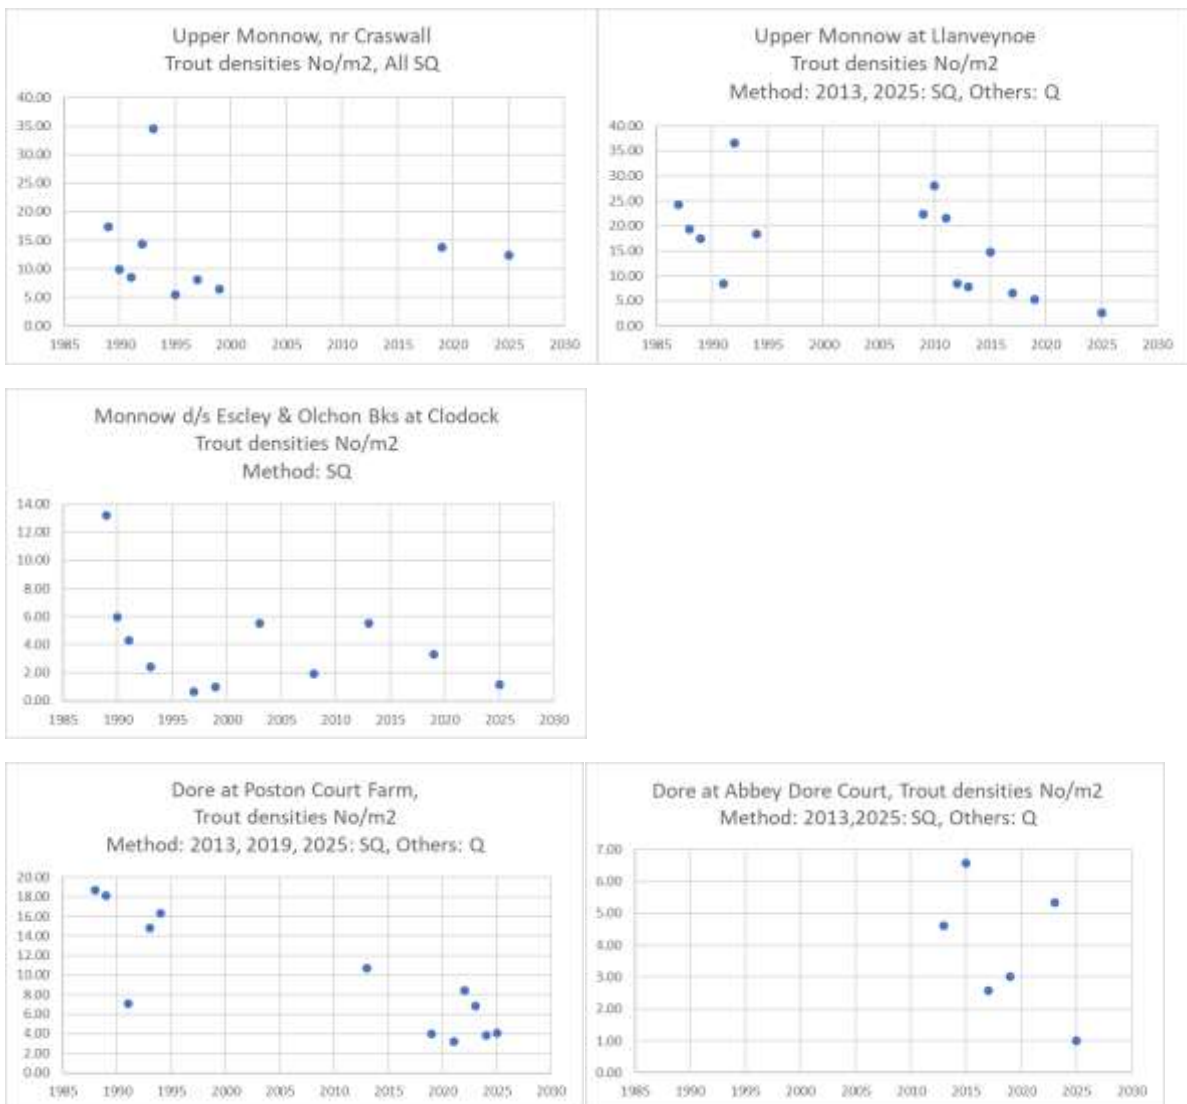 Upper Monnow, nr Craswall
Trout densities No/m2, All SQ
40.00
35.00
30.00
25.00
20.00
15.00
10.00
5.00
0.00
1985 1990 1995 2000 2005 2010 2015 2020 2025 2030
Upper Monnow at Llanveynoe
Trout densities No/m2
Method: 2013, 2025: SQ, Others: Q
40.00
35.00
30.00
25.00
20.00
15.00
10.00
5.00
0.00
1985 1990 1995 2000 2005 2010 2015 2020 2025 2030
Monnow d/s Escley & Olchon Bks at Clodock
Trout densities No/m2
Method: SQ
14.00
12.00
10.00
8.00
6.00
4.00
2.00
0.00
1985 1990 1995 2000 2005 2010 2015 2020 2025 2030
Dore at Poston Court Farm,
Trout densities No/m2
Method: 2013, 2019, 2025: SQ, Others: Q
20.00
18.00
16.00
14.00
12.00
10.00
8.00
6.00
4.00
2.00
0.00
1985 1990 1995 2000 2005 2010 2015 2020 2025 2030
Dore at Abbey Dore Court, Trout densities No/m2
Method: 2013,2025: SQ, Others: Q
7.00
6.00
5.00
4.00
3.00
2.00
1.00
0.00
1985 1990 1995 2000 2005 2010 2015 2020 2025 2030